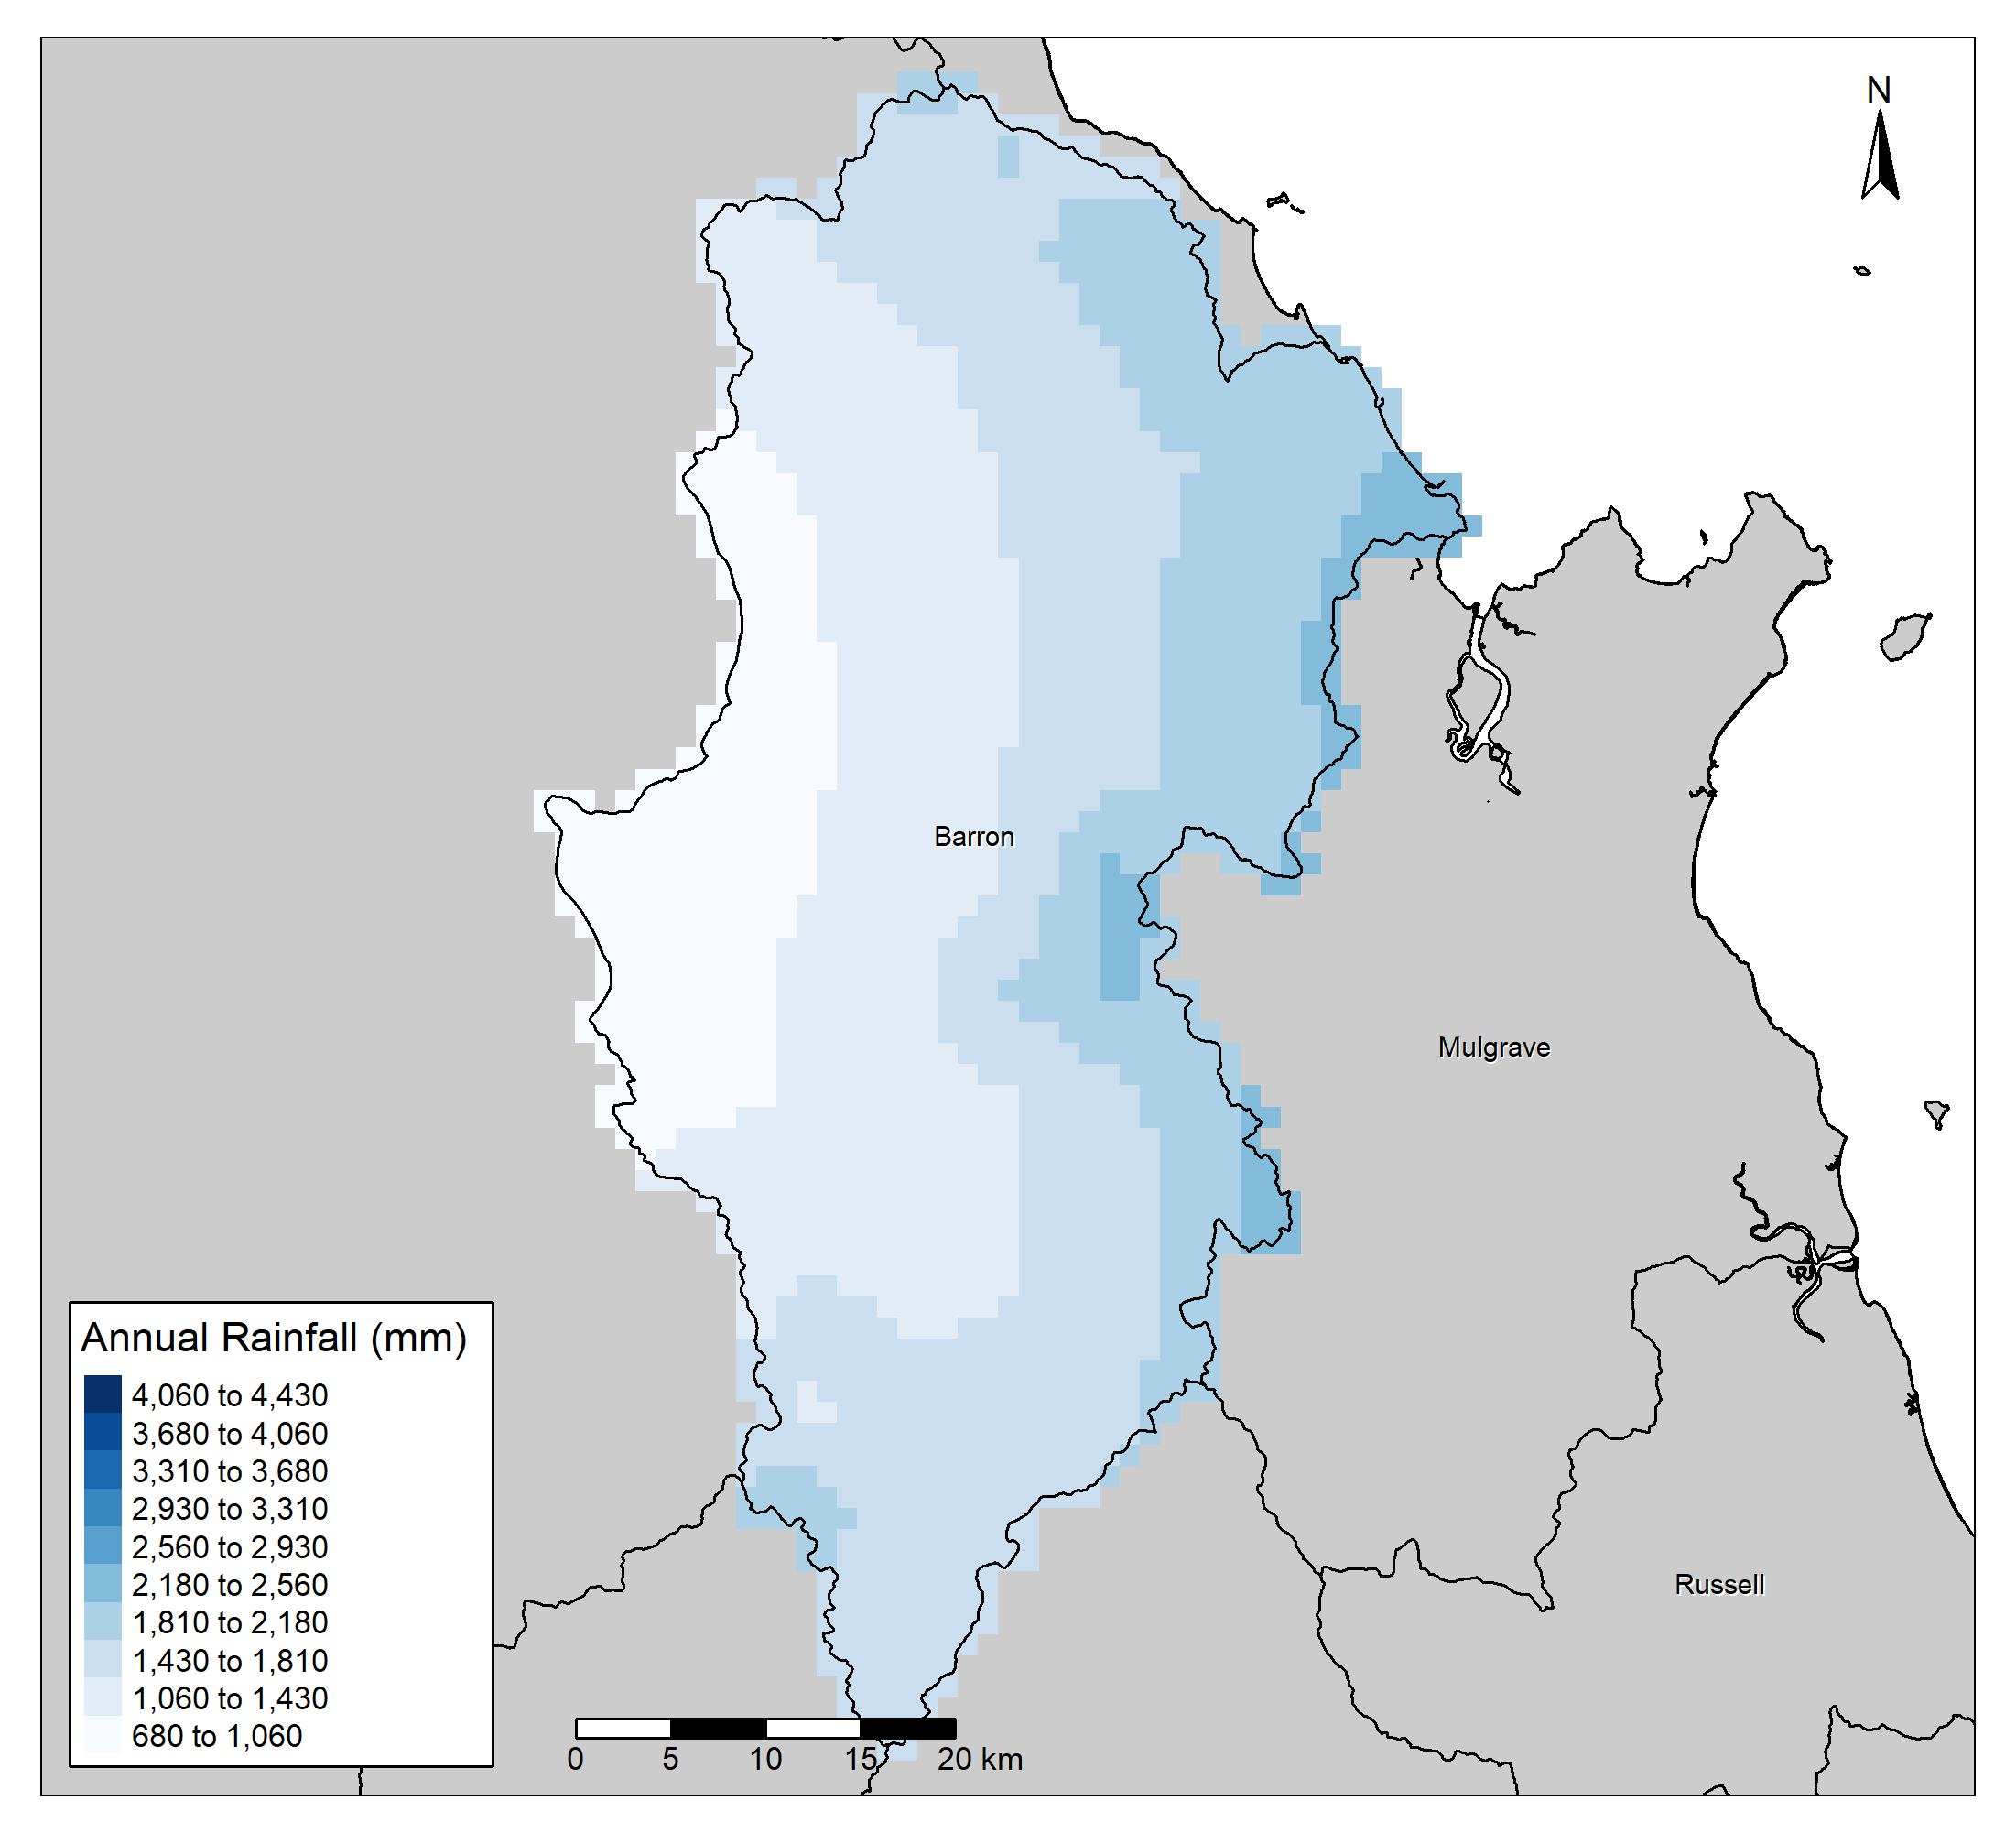 N
Barron
Mulgrave
Russell
Annual Rainfall (mm)
4,060 to 4,430
3,680 to 4,060
3,310 to 3,680
2,930 to 3,310
2,560 to 2,930
2,180 to 2,560
1,810 to 2,180
1,430 to 1,810
1,060 to 1,430
680 to 1,060
0 5 10 15 20 km